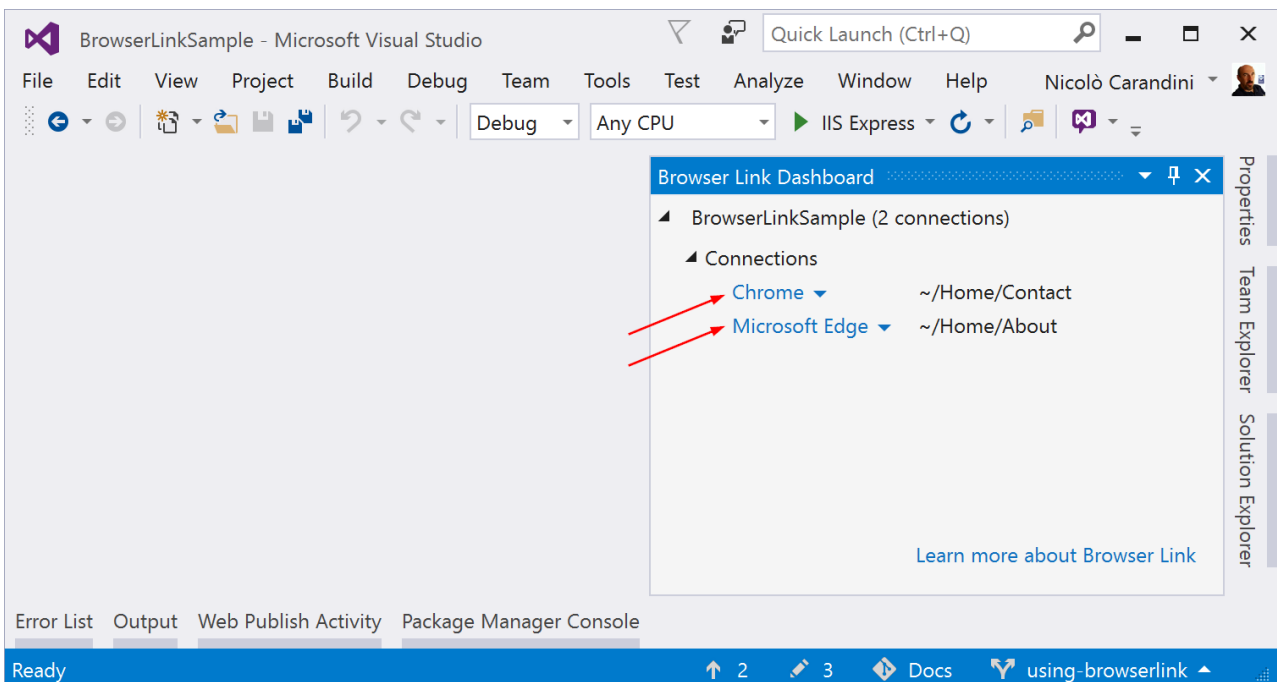 BrowserLinkSample - Microsoft Visual Studio
Quick Launch (Ctrl+Q)
File Edit View Project Build Debug Team Tools Test Analyze Window Help Nicolò Carandini
Debug Any CPU IIS Express
Browser Link Dashboard
BrowserLinkSample (2 connections)
Connections
Chrome ~/Home/Contact
Microsoft Edge ~/Home/About
Learn more about Browser Link
Properties
Team Explorer
Solution Explorer
Error List Output Web Publish Activity Package Manager Console
Ready 2 3 Docs using-browserlink